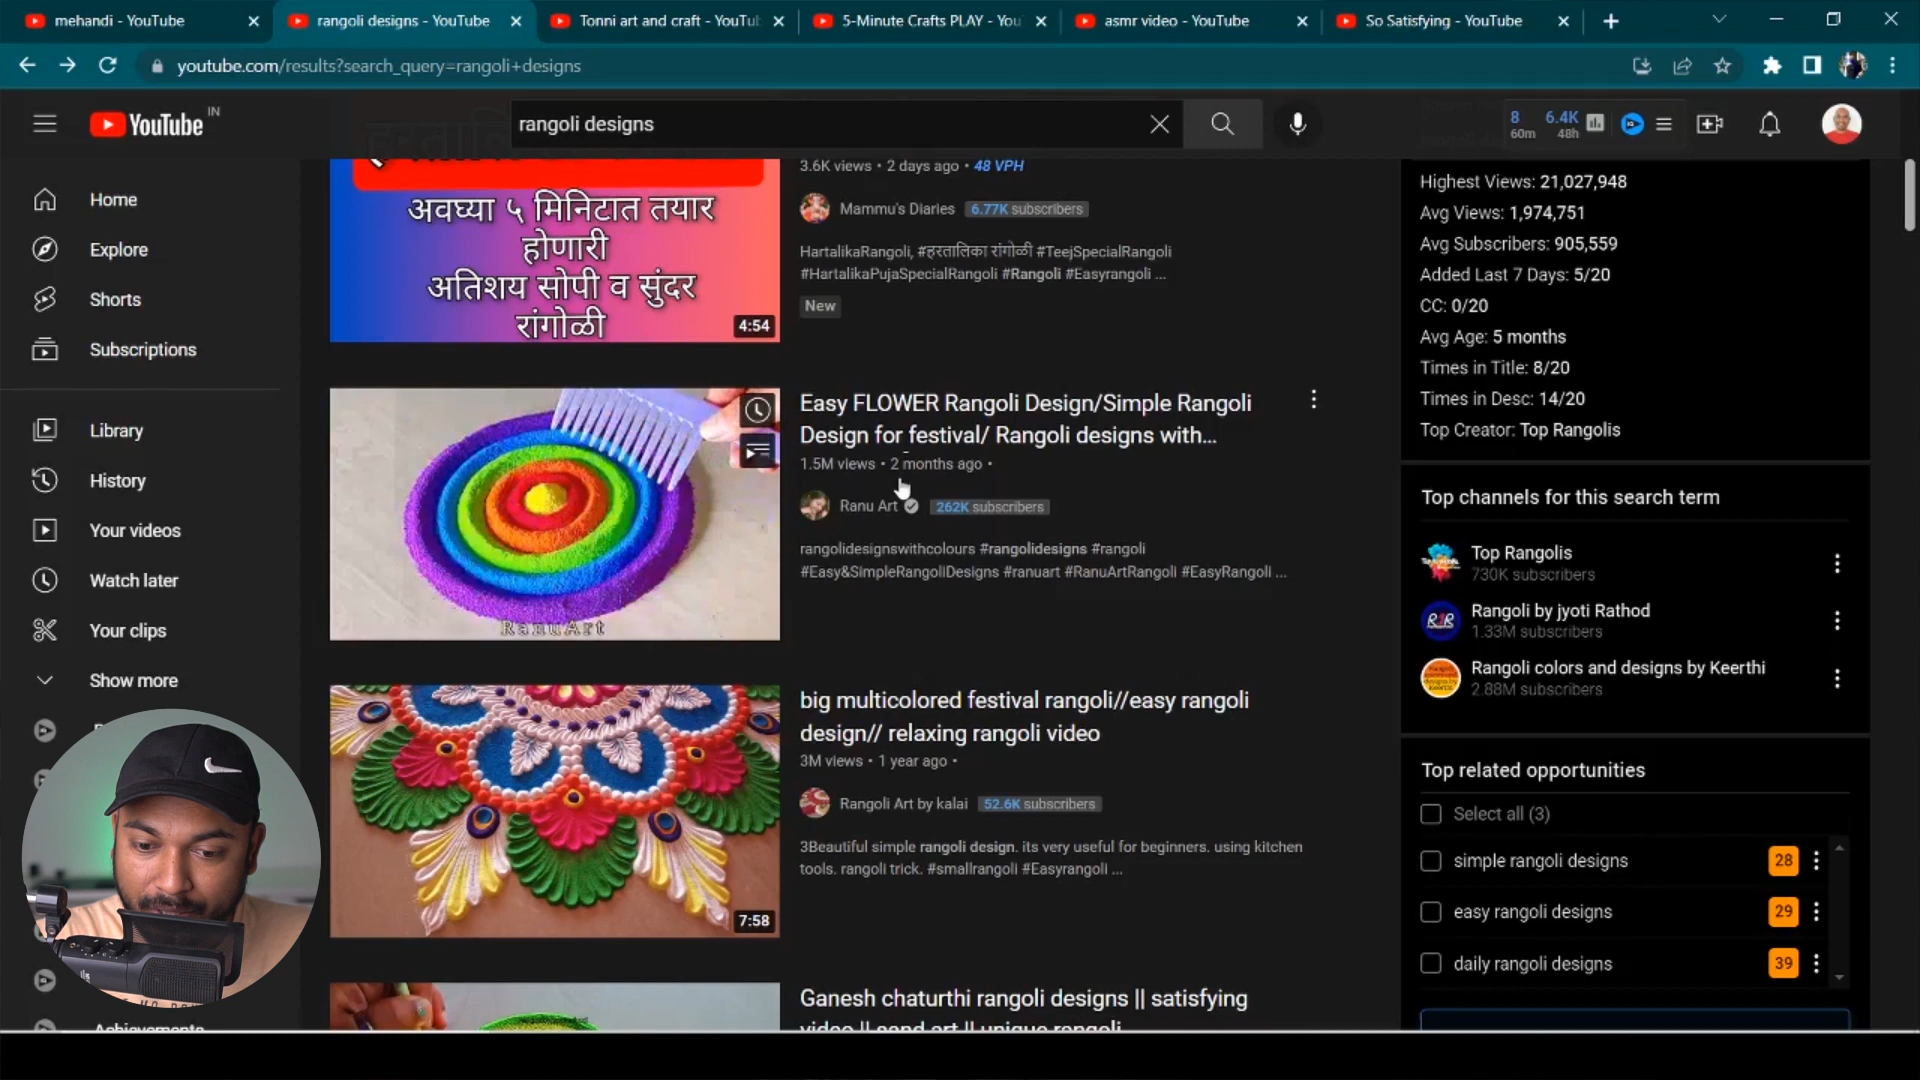 mehandi - YouTube
rangoli designs - YouTube
Tonni art and craft - YouTub
5-Minute Crafts PLAY - You
asmr video - YouTube
So Satisfying - YouTube
youtube.com/results?search_query=rangoli+designs
YouTube IN
rangoli designs
8 6.4K
60m 48h
Home
Explore
Shorts
Subscriptions
Library
History
Your videos
Watch later
Your clips
Show more
अवघ्या ५ मिनिटात तयार
होणारी
अतिशय सोपी व सुंदर
रांगोळी
4:54
3.6K views • 2 days ago • 48 VPH
Mammu's Diaries 6.77K subscribers
HartalikaRangoli, #हरतालिका रांगोळी #TeejSpecialRangoli
#HartalikaPujaSpecialRangoli #Rangoli #Easyrangoli ...
New
RanuArt
Easy FLOWER Rangoli Design/Simple Rangoli
Design for festival/ Rangoli designs with...
1.5M views • 2 months ago •
Ranu Art 262K subscribers
rangolidesignswithcolours #rangolidesigns #rangoli
#Easy&SimpleRangoliDesigns #ranuart #RanuArtRangoli #EasyRangoli ...
7:58
big multicolored festival rangoli//easy rangoli
design// relaxing rangoli video
3M views • 1 year ago •
Rangoli Art by kalai 52.6K subscribers
3Beautiful simple rangoli design. its very useful for beginners. using kitchen
tools. rangoli trick. #smallrangoli #Easyrangoli ...
Ganesh chaturthi rangoli designs || satisfying
video || sand art || unique rangoli
Highest Views: 21,027,948
Avg Views: 1,974,751
Avg Subscribers: 905,559
Added Last 7 Days: 5/20
CC: 0/20
Avg Age: 5 months
Times in Title: 8/20
Times in Desc: 14/20
Top Creator: Top Rangolis
Top channels for this search term
Top Rangolis
730K subscribers
Rangoli by jyoti Rathod
1.33M subscribers
Rangoli colors and designs by Keerthi
2.88M subscribers
Top related opportunities
Select all (3)
simple rangoli designs 28
easy rangoli designs 29
daily rangoli designs 39